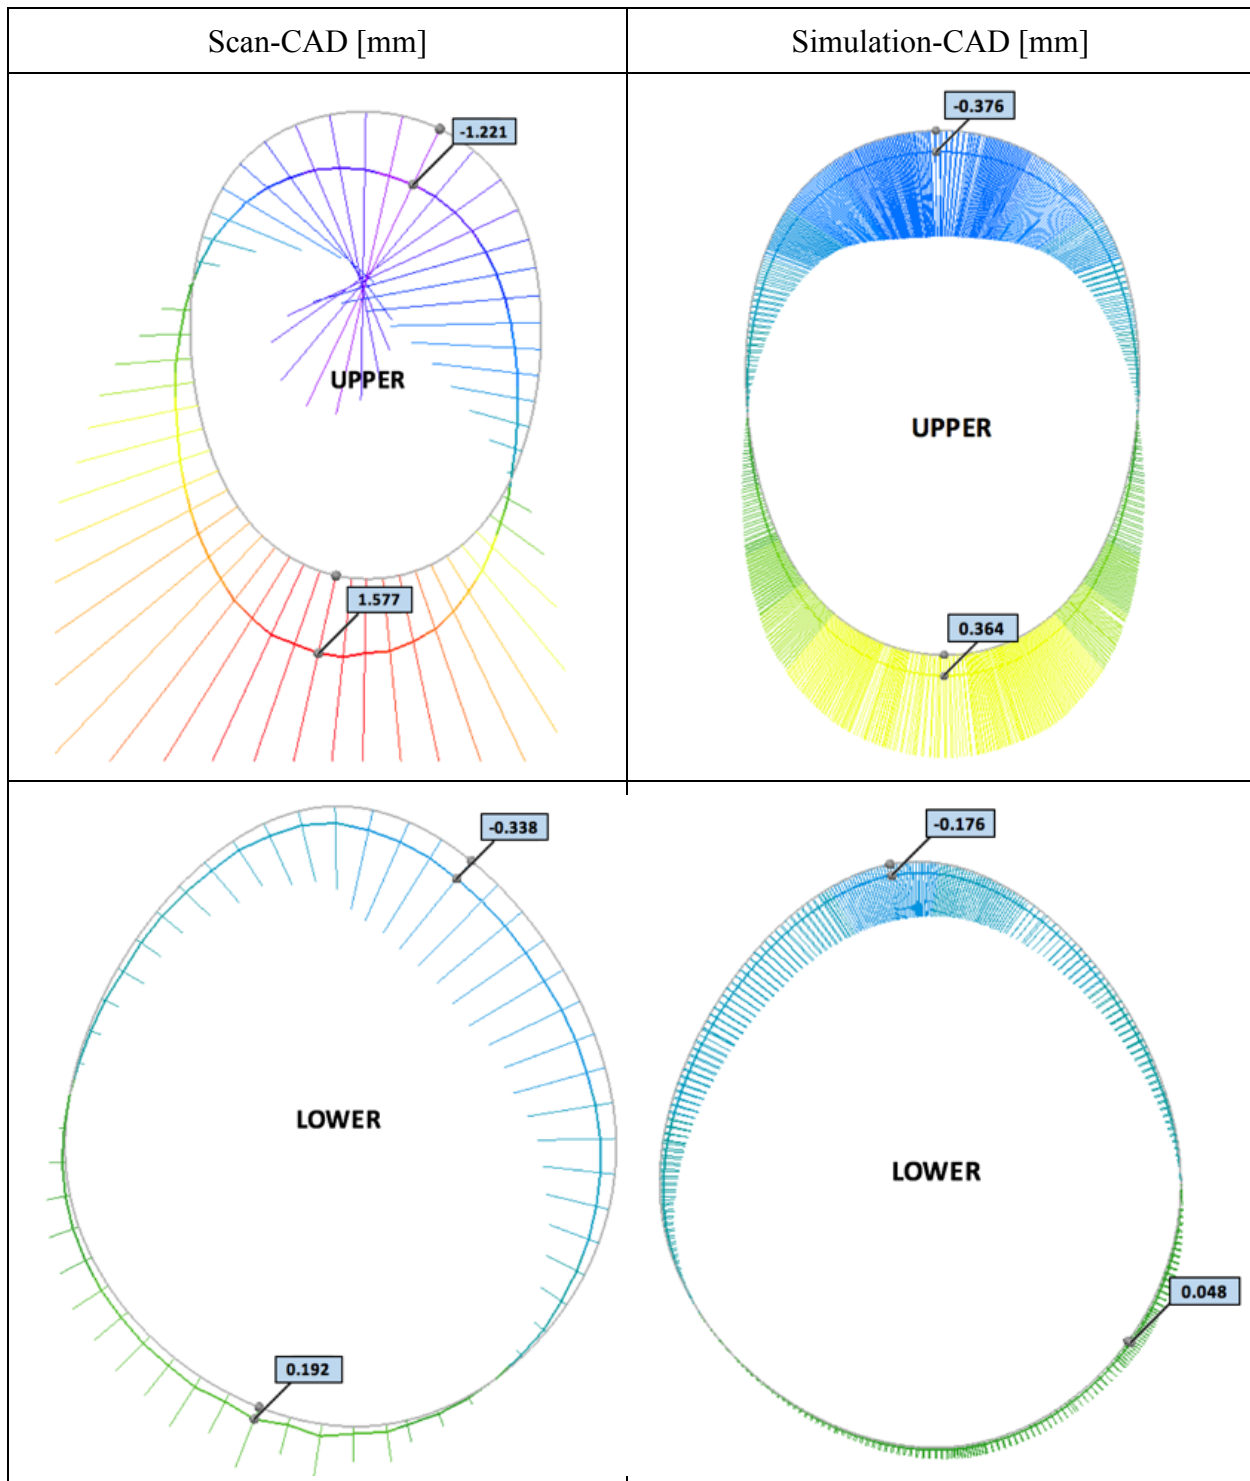 Scan-CAD [mm]
Simulation-CAD [mm]
-1.221
UPPER
1.577
-0.376
UPPER
0.364
-0.338
LOWER
0.192
-0.176
LOWER
0.048